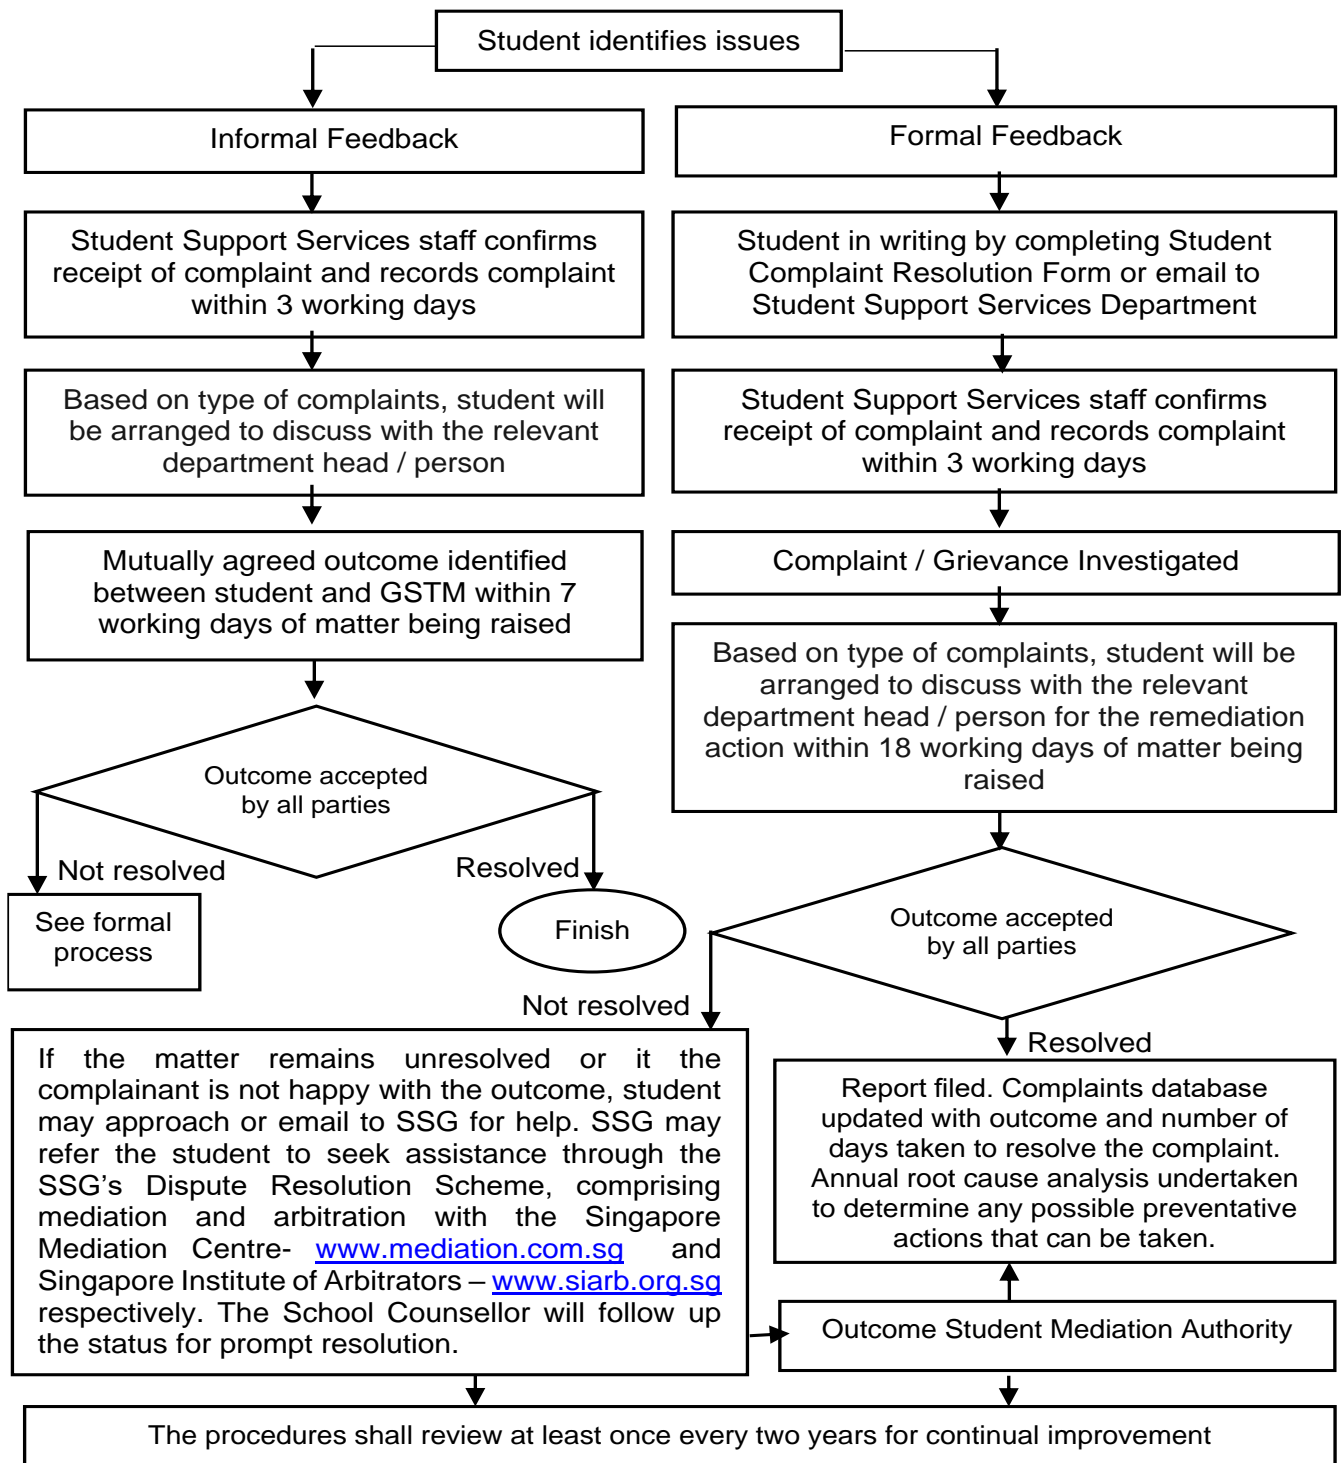 Student identifies issues
Informal Feedback
Student Support Services staff confirms
receipt of complaint and records complaint
within 3 working days
Based on type of complaints, student will
be arranged to discuss with the relevant
department head / person
Mutually agreed outcome identified
between student and GSTM within 7
working days of matter being raised
Outcome accepted
by all parties
Not resolved
Resolved
See formal
process
Finish
Formal Feedback
Student in writing by completing Student
Complaint Resolution Form or email to
Student Support Services Department
Student Support Services staff confirms
receipt of complaint and records complaint
within 3 working days
Complaint / Grievance Investigated
Based on type of complaints, student will be
arranged to discuss with the relevant
department head / person for the remediation
action within 18 working days of matter being
raised
Outcome accepted
by all parties
Not resolved
Resolved
If the matter remains unresolved or it the
complainant is not happy with the outcome, student
may approach or email to SSG for help. SSG may
refer the student to seek assistance through the
SSG's Dispute Resolution Scheme, comprising
mediation and arbitration with the Singapore
Mediation Centre- www.mediation.com.sg and
Singapore Institute of Arbitrators – www.siarb.org.sg
respectively. The School Counsellor will follow up
the status for prompt resolution.
Report filed. Complaints database
updated with outcome and number of
days taken to resolve the complaint.
Annual root cause analysis undertaken
to determine any possible preventative
actions that can be taken.
Outcome Student Mediation Authority
The procedures shall review at least once every two years for continual improvement